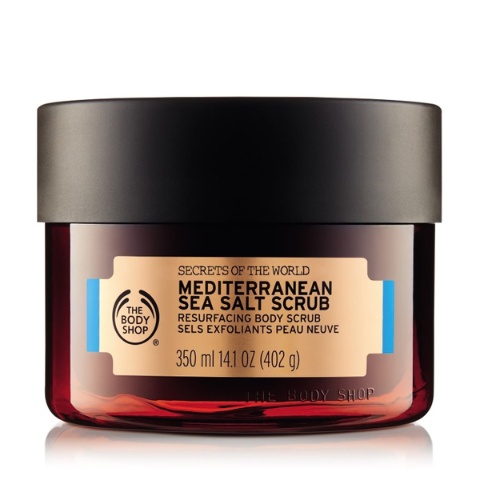 SECRETS OF THE WORLD
MEDITERRANEAN
SEA SALT SCRUB
RESURFACING BODY SCRUB
SELS EXFOLIANTS PEAU NEUVE
350 ml 14.1 OZ (402 g)
THE
BODY
SHOP
®
THE BODY SHOP